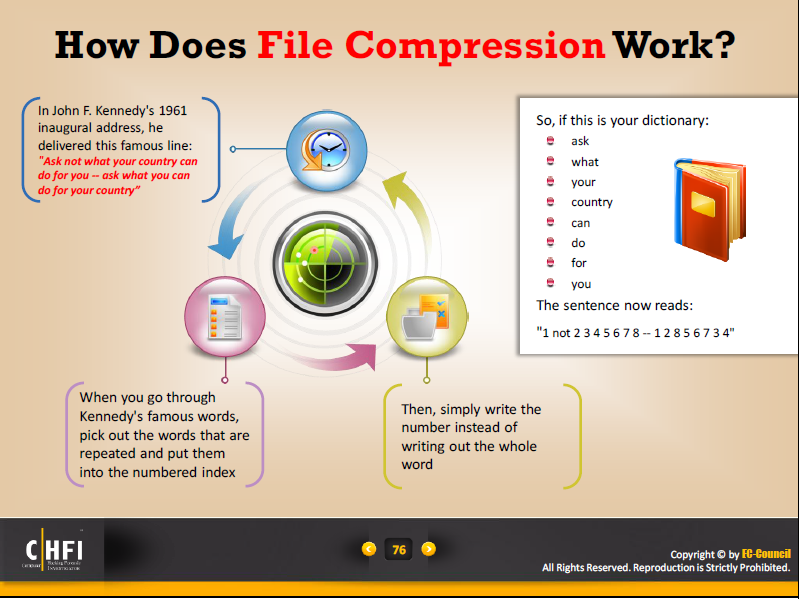 How Does File Compression Work?
In John F. Kennedy's 1961
inaugural address, he
delivered this famous line:
"Ask not what your country can
do for you -- ask what you can
do for your country"
When you go through
Kennedy's famous words,
pick out the words that are
repeated and put them
into the numbered index
Then, simply write the
number instead of
writing out the whole
word
So, if this is your dictionary:
ask
what
your
country
can
do
for
you
The sentence now reads:
"1 not 2 3 4 5 6 7 8 -- 1 2 8 5 6 7 3 4"
CHFI
76
Copyright © by EC-Council
All Rights Reserved. Reproduction is Strictly Prohibited.